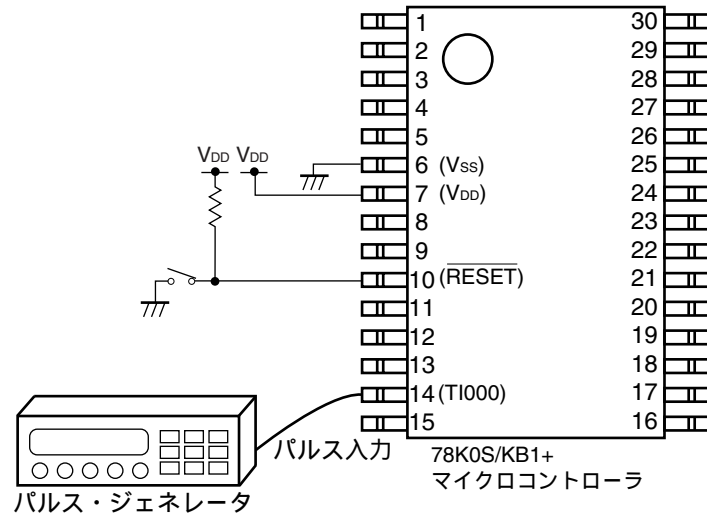 1 30
2 29
3 28
4 27
5 26
VDD VDD
6 (VSS) 25
7 (VDD) 24
8 23
9 22
10 (RESET) 21
11 20
12 19
13 18
14 (TI000) 17
15 16
パルス入力
78K0S/KB1+
マイクロコントローラ
パルス・ジェネレータ